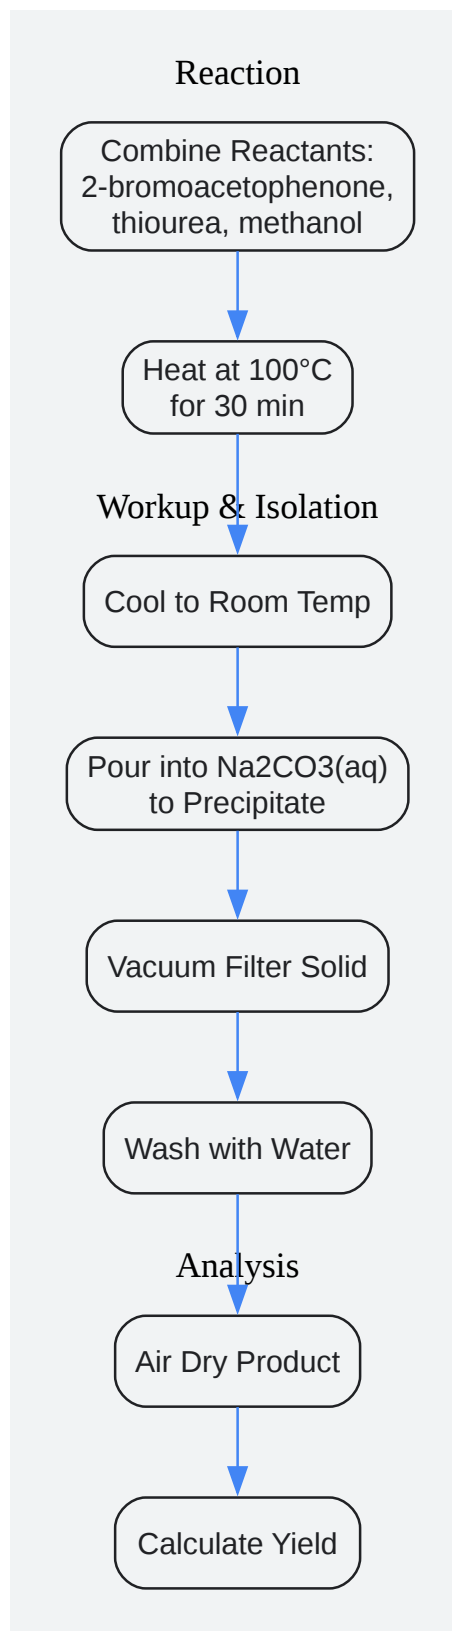 Reaction
Combine Reactants:
2-bromoacetophenone,
thiourea, methanol
Heat at 100°C
for 30 min
Workup & Isolation
Cool to Room Temp
Pour into Na2CO3(aq)
to Precipitate
Vacuum Filter Solid
Wash with Water
Analysis
Air Dry Product
Calculate Yield